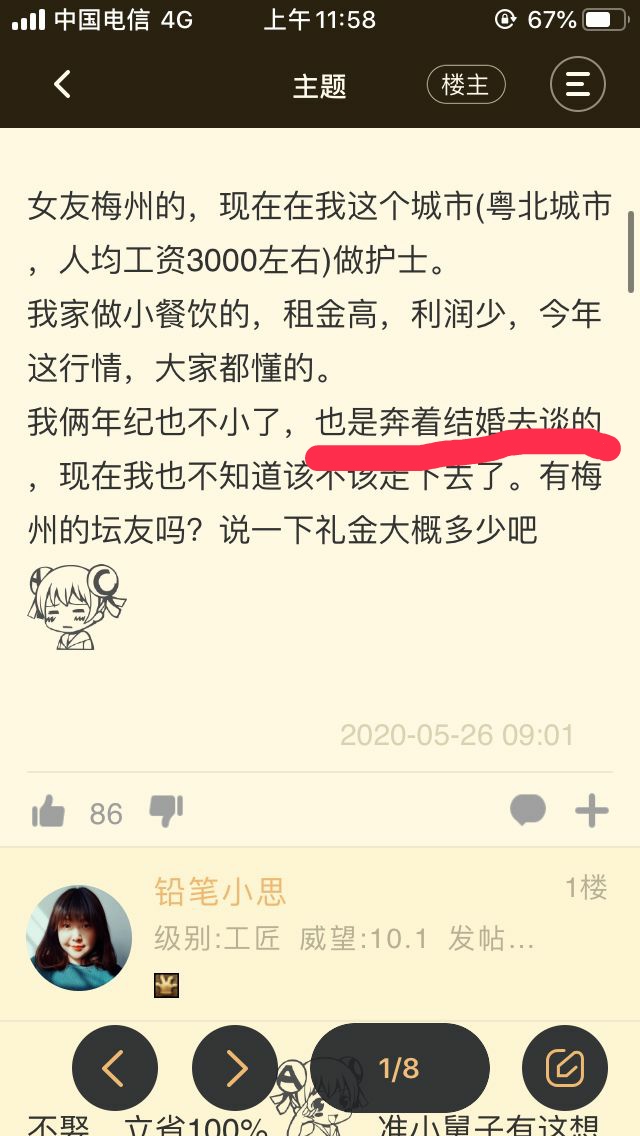 中国电信 4G 上午11:58 67%
主题 楼主
女友梅州的，现在在我这个城市(粤北城市
，人均工资3000左右)做护士。
我家做小餐饮的，租金高，利润少，今年
这行情，大家都懂的。
我俩年纪也不小了，也是奔着结婚去谈的
，现在我也不知道该不该走下去了。有梅
州的坛友吗？说一下礼金大概多少吧
2020-05-26 09:01
86
铅笔小思 1楼
级别:工匠 威望:10.1 发帖...
1/8
不娶，立省100% 准小舅子有这想